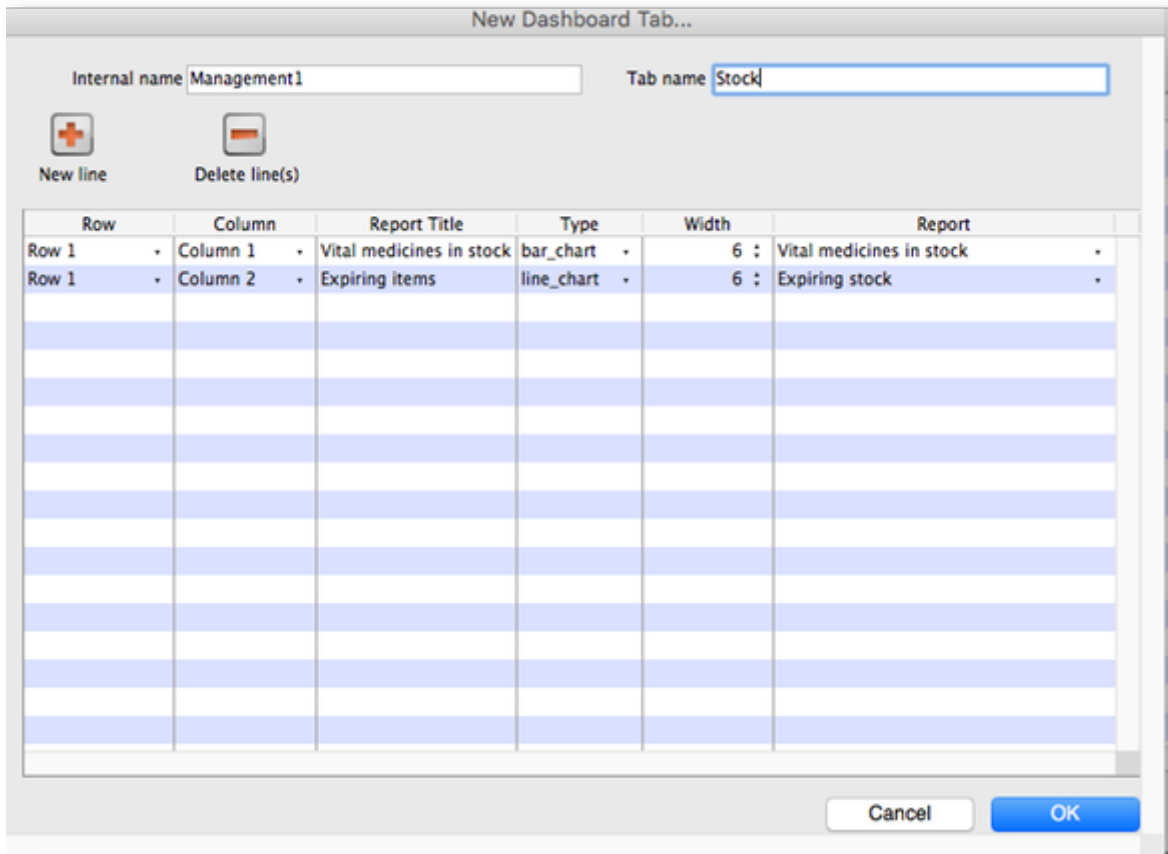 New Dashboard Tab...
Internal name Management1 Tab name Stock
New line Delete line(s)
Row Column Report Title Type Width Report
Row 1 Column 1 Vital medicines in stock bar_chart 6 Vital medicines in stock
Row 1 Column 2 Expiring items line_chart 6 Expiring stock
Cancel OK